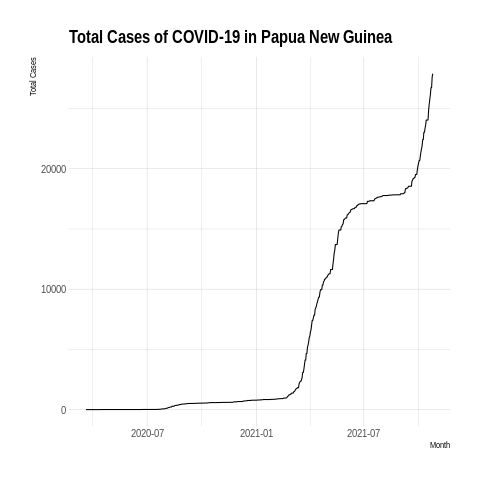 Total Cases of COVID-19 in Papua New Guinea
Total Cases
20000
10000
0
2020-07
2021-01
2021-07
Month